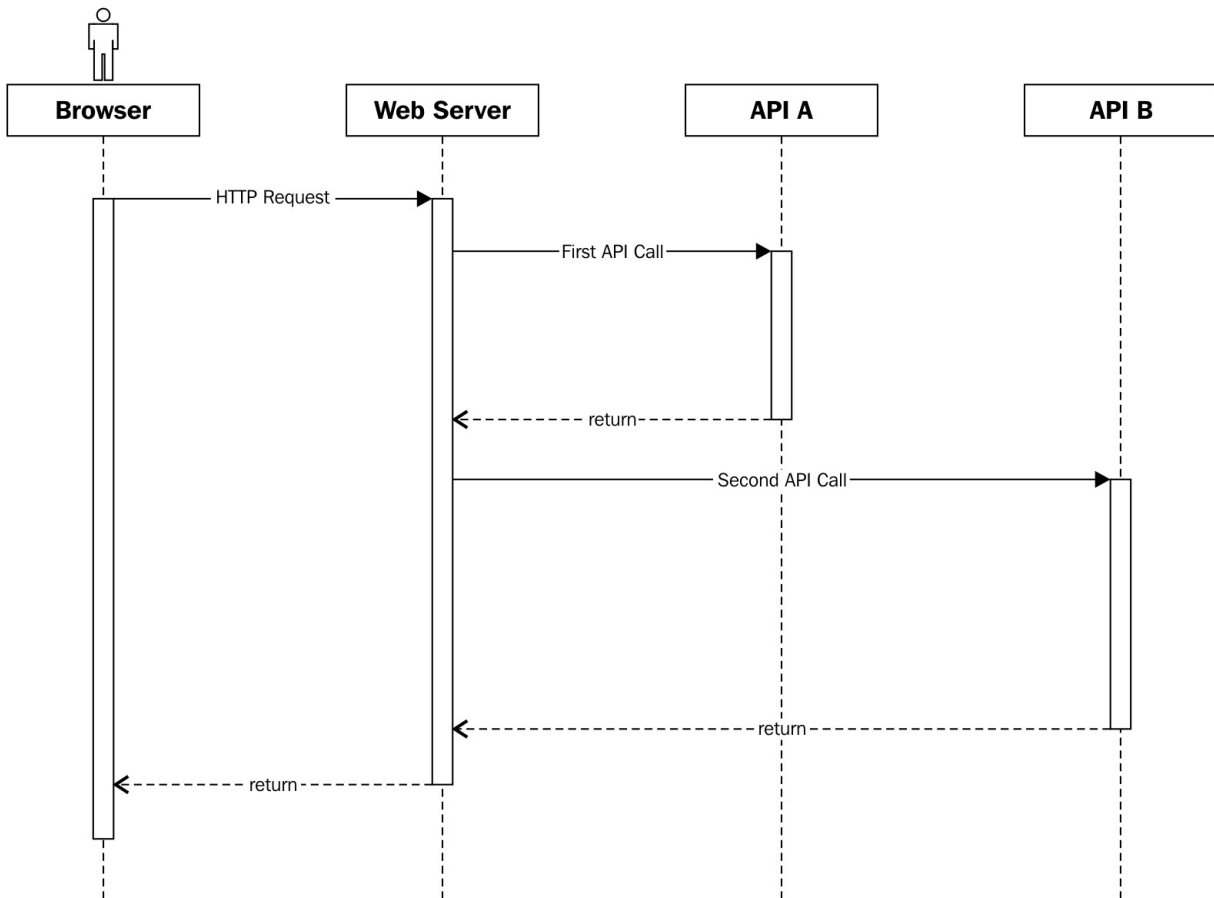 Browser
Web Server
API A
API B
HTTP Request
First API Call
return
Second API Call
return
return